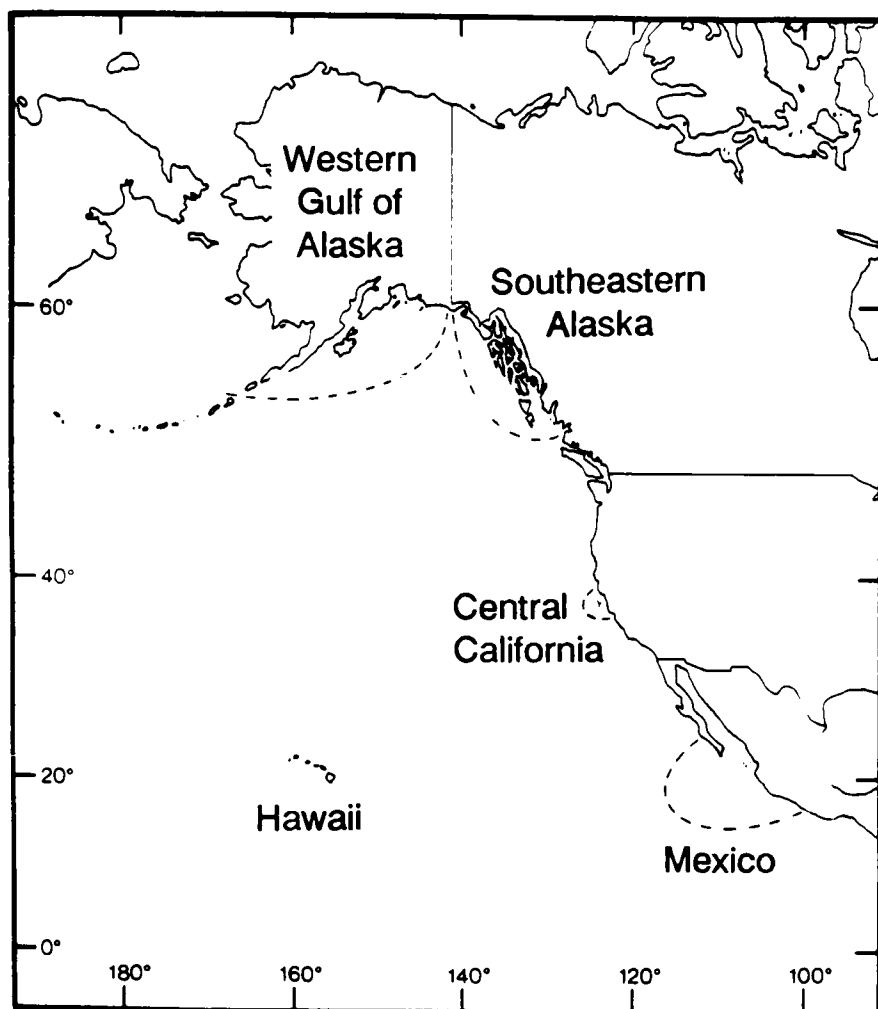 Western
Gulf of
Alaska
Southeastern
Alaska
60°
40°
Central
California
20°
Hawaii
Mexico
0°
180°
160°
140°
120°
100°